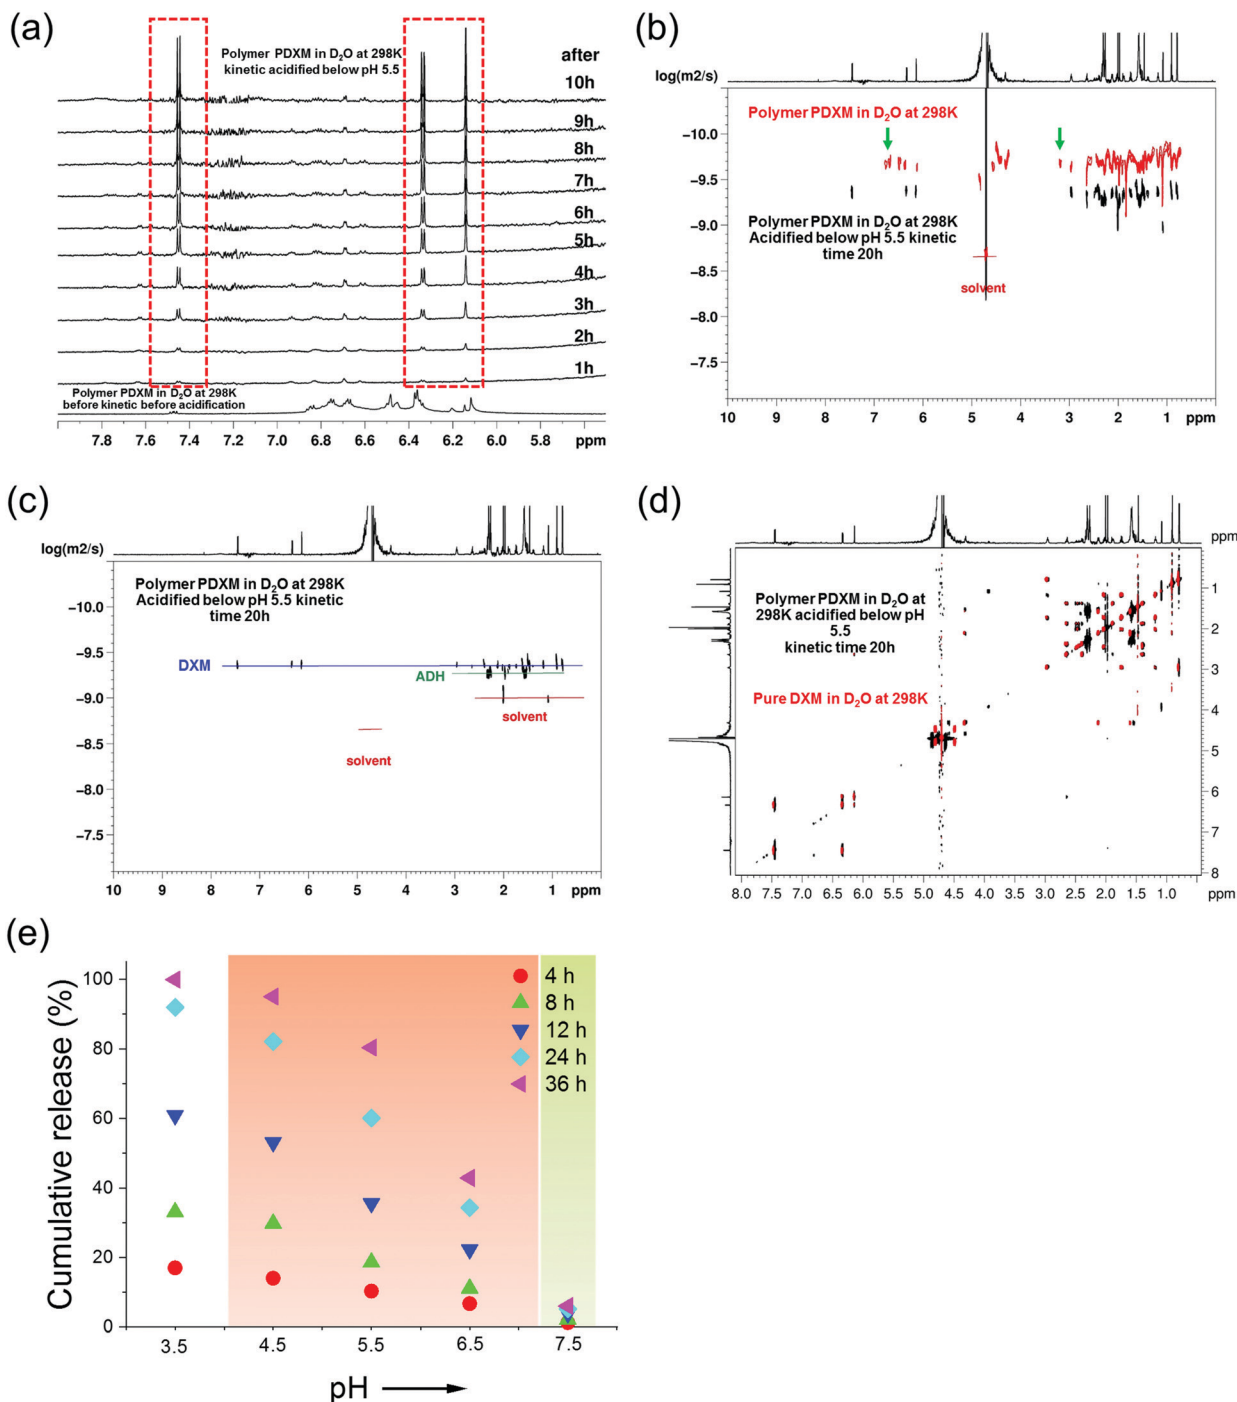 (a)
Polymer PDXM in D2O at 298K
kinetic acidified below pH 5.5
after
10h
9h
8h
7h
6h
5h
4h
3h
2h
1h
Polymer PDXM in D2O at 298K
before kinetic before acidification
7.8 7.6 7.4 7.2 7.0 6.8 6.6 6.4 6.2 6.0 5.8 ppm
(b)
log(m2/s)
Polymer PDXM in D2O at 298K
Polymer PDXM in D2O at 298K
Acidified below pH 5.5 kinetic
time 20h
solvent
−10.0
−9.5
−9.0
−8.5
−8.0
−7.5
10 9 8 7 6 5 4 3 2 1 ppm
(c)
log(m2/s)
Polymer PDXM in D2O at 298K
Acidified below pH 5.5 kinetic
time 20h
DXM
ADH
solvent
solvent
−10.0
−9.5
−9.0
−8.5
−8.0
−7.5
10 9 8 7 6 5 4 3 2 1 ppm
(d)
ppm
Polymer PDXM in D2O at
298K acidified below pH
5.5
kinetic time 20h
Pure DXM in D2O at 298K
1
2
3
4
5
6
7
8
8.0 7.5 7.0 6.5 6.0 5.5 5.0 4.5 4.0 3.5 3.0 2.5 2.0 1.5 1.0 ppm
(e)
Cumulative release (%)
100
80
60
40
20
0
4 h
8 h
12 h
24 h
36 h
3.5 4.5 5.5 6.5 7.5
pH